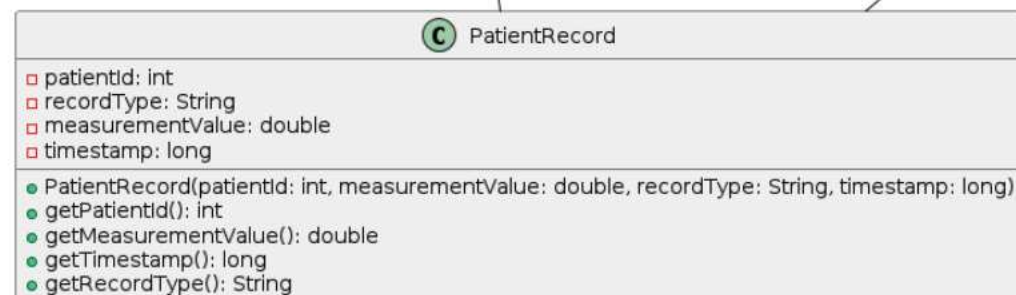 C PatientRecord
patientId: int
recordType: String
measurementValue: double
timestamp: long
PatientRecord(patientId: int, measurementValue: double, recordType: String, timestamp: long)
getPatientId(): int
getMeasurementValue(): double
getTimestamp(): long
getRecordType(): String